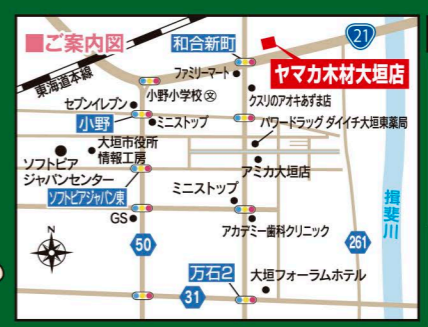 ■ご案内図
和合新町
21
ヤマカ木材大垣店
東海道本線
ファミリーマート
小野小学校 文
クスリのアオキあずま店
セブンイレブン
小野
ミニストップ
パワードラッグ ダイイチ大垣東薬局
大垣市役所
情報工房
ソフトピア
ジャパンセンター
アミカ大垣店
ソフトピアジャパン東
ミニストップ
揖斐川
GS
アカデミー歯科クリニック
N
50
261
万石2
大垣フォーラムホテル
31